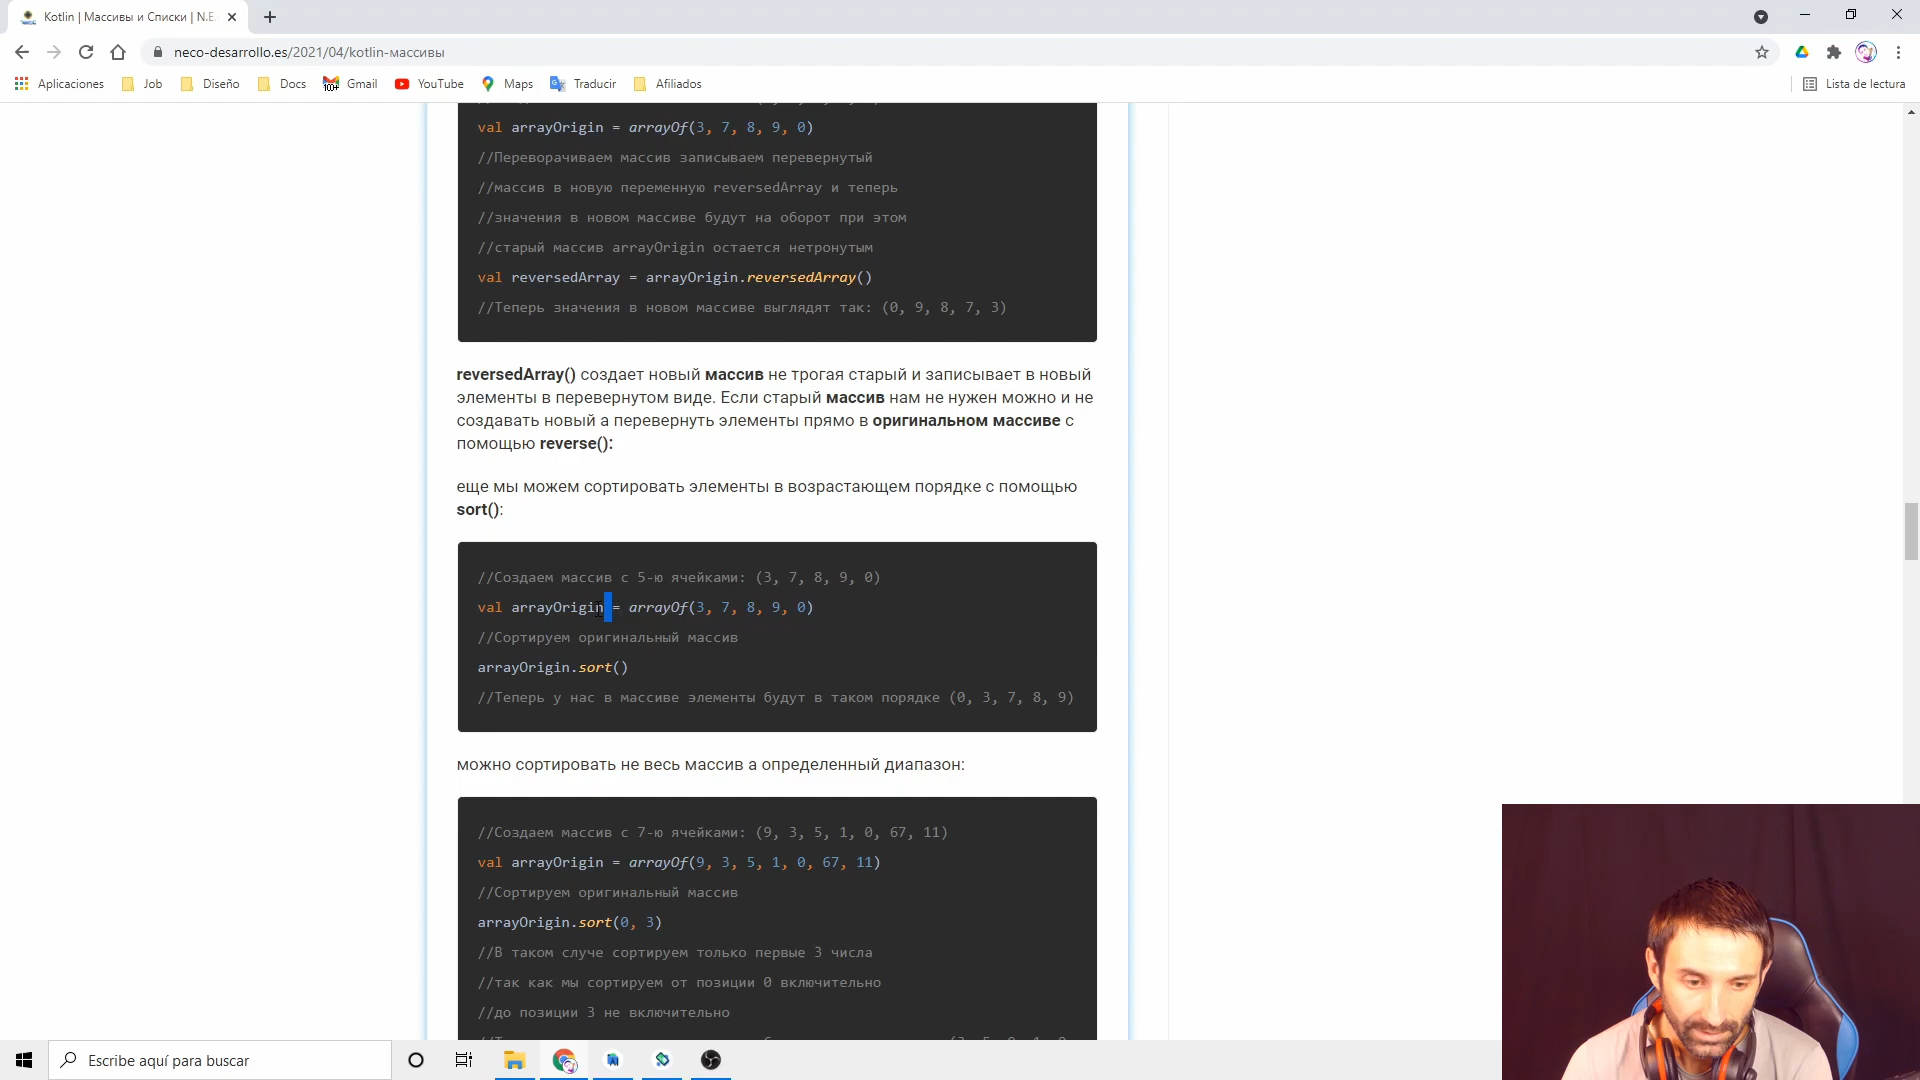 Kotlin | Массивы и Списки | N.E.
neco-desarrollo.es/2021/04/kotlin-массивы
Aplicaciones Job Diseño Docs Gmail YouTube Maps Traducir Afiliados Lista de lectura
val arrayOrigin = arrayOf(3, 7, 8, 9, 0)
//Переворачиваем массив записываем перевернутый
//массив в новую переменную reversedArray и теперь
//значения в новом массиве будут на оборот при этом
//старый массив arrayOrigin остается нетронутым
val reversedArray = arrayOrigin.reversedArray()
//Теперь значения в новом массиве выглядят так: (0, 9, 8, 7, 3)
reversedArray() создает новый массив не трогая старый и записывает в новый
элементы в перевернутом виде. Если старый массив нам не нужен можно и не
создавать новый а перевернуть элементы прямо в оригинальном массиве с
помощью reverse():
еще мы можем сортировать элементы в возрастающем порядке с помощью
sort():
//Создаем массив с 5-ю ячейками: (3, 7, 8, 9, 0)
val arrayOrigin = arrayOf(3, 7, 8, 9, 0)
//Сортируем оригинальный массив
arrayOrigin.sort()
//Теперь у нас в массиве элементы будут в таком порядке (0, 3, 7, 8, 9)
можно сортировать не весь массив а определенный диапазон:
//Создаем массив с 7-ю ячейками: (9, 3, 5, 1, 0, 67, 11)
val arrayOrigin = arrayOf(9, 3, 5, 1, 0, 67, 11)
//Сортируем оригинальный массив
arrayOrigin.sort(0, 3)
//В таком случе сортируем только первые 3 числа
//так как мы сортируем от позиции 0 включительно
//до позиции 3 не включительно
Escribe aquí para buscar